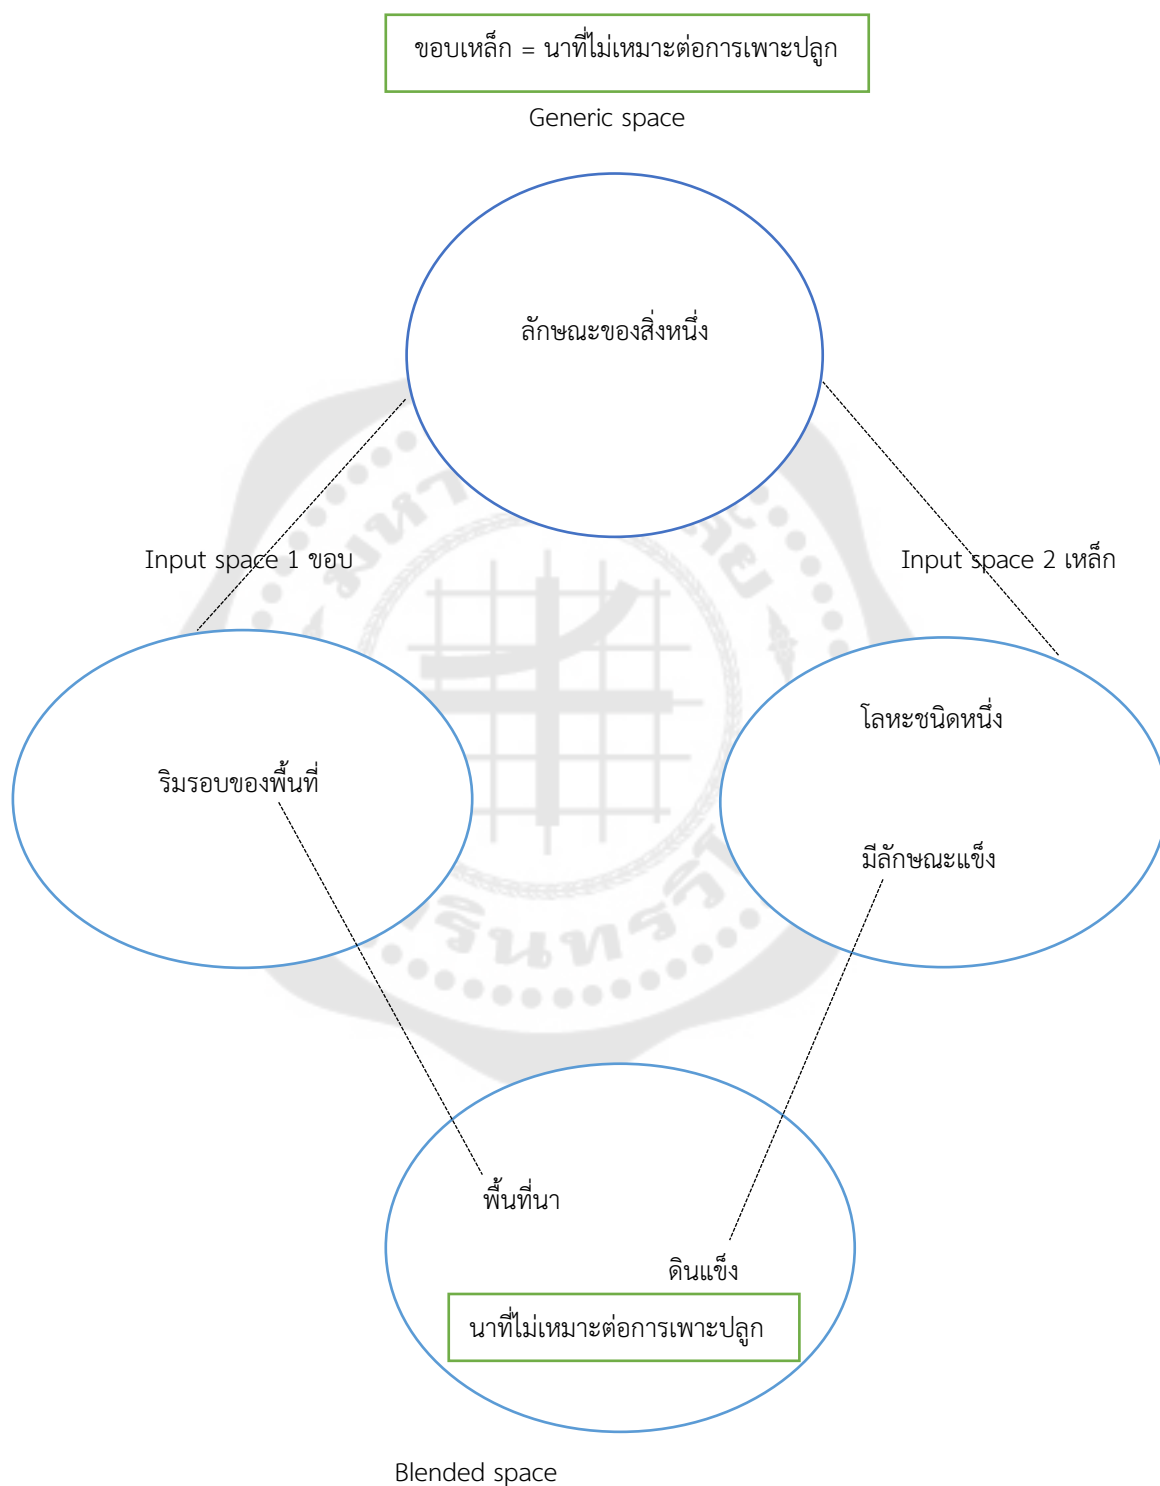 ขอบเหล็ก = นาที่ไม่เหมาะต่อการเพาะปลูก
Generic space
ลักษณะของสิ่งหนึ่ง
Input space 1 ขอบ
Input space 2 เหล็ก
โลหะชนิดหนึ่ง
ริมรอบของพื้นที่
มีลักษณะแข็ง
พื้นที่นา
ดินแข็ง
นาที่ไม่เหมาะต่อการเพาะปลูก
Blended space